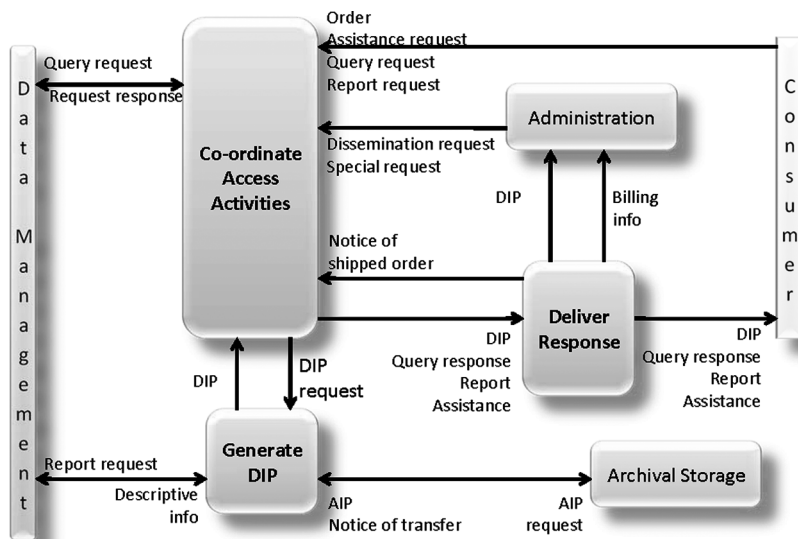 Order
Assistance request
Query request
Report request
Query request
Request response
Data Management
Consumer
Co-ordinate
Access
Activities
Administration
Dissemination request
Special request
DIP
Billing
info
Notice of
shipped order
Deliver
Response
DIP
Query response
Report
Assistance
DIP
Query response
Report
Assistance
DIP
DIP
request
Generate
DIP
Report request
Descriptive
info
AIP
Notice of transfer
AIP
request
Archival Storage